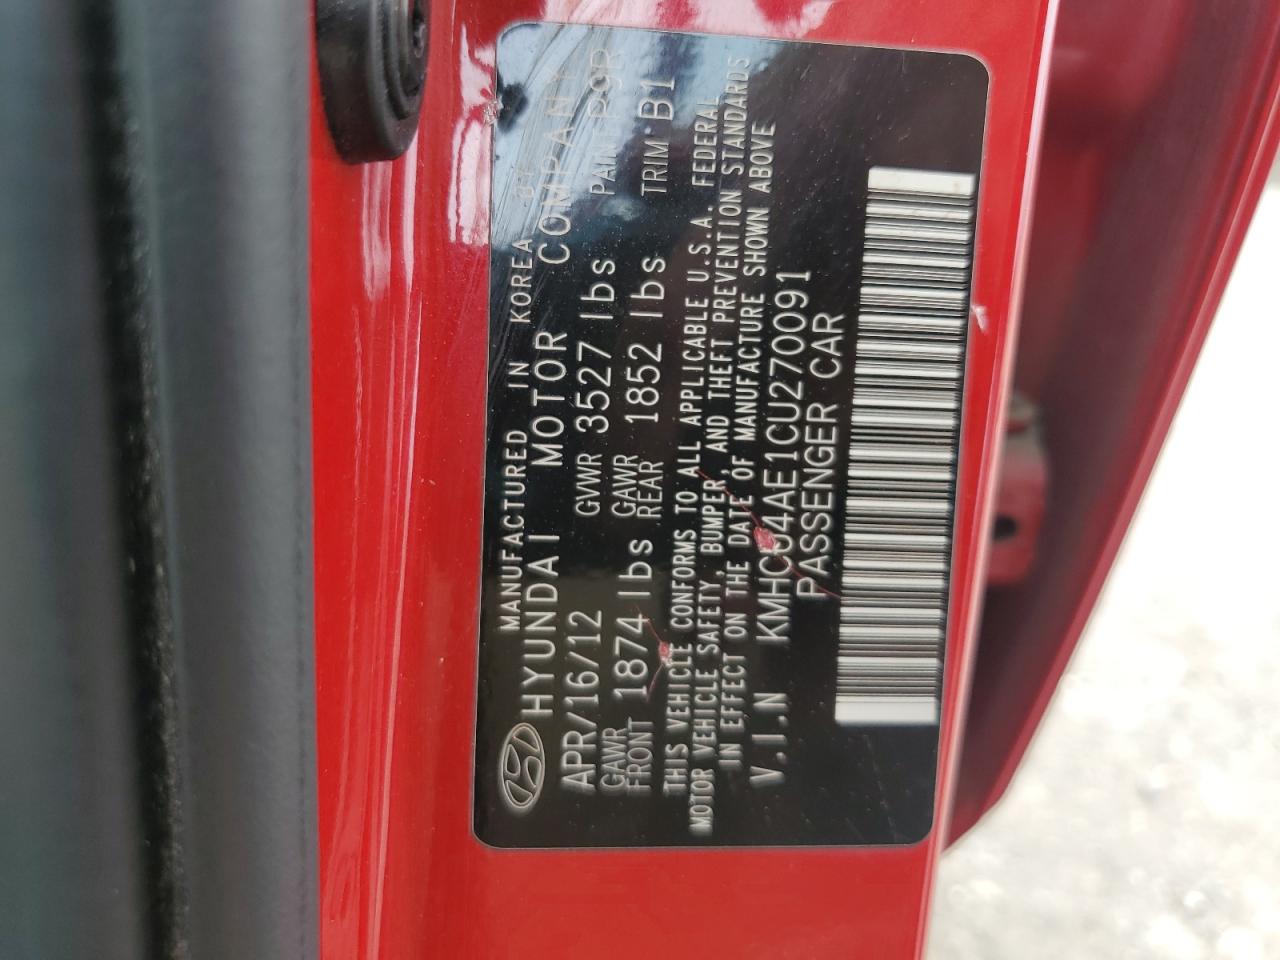 MANUFACTURED IN KOREA BY
HYUNDAI MOTOR COMPANY
APR/16/12 GVWR 3527 lbs PAINT R9R
GAWR FRONT 1874 lbs GAWR REAR 1852 lbs TRIM B1
THIS VEHICLE CONFORMS TO ALL APPLICABLE U.S.A. FEDERAL
MOTOR VEHICLE SAFETY, BUMPER, AND THEFT PREVENTION STANDARDS
IN EFFECT ON THE DATE OF MANUFACTURE SHOWN ABOVE
V.I.N KMHCU4AE1CU270091
PASSENGER CAR